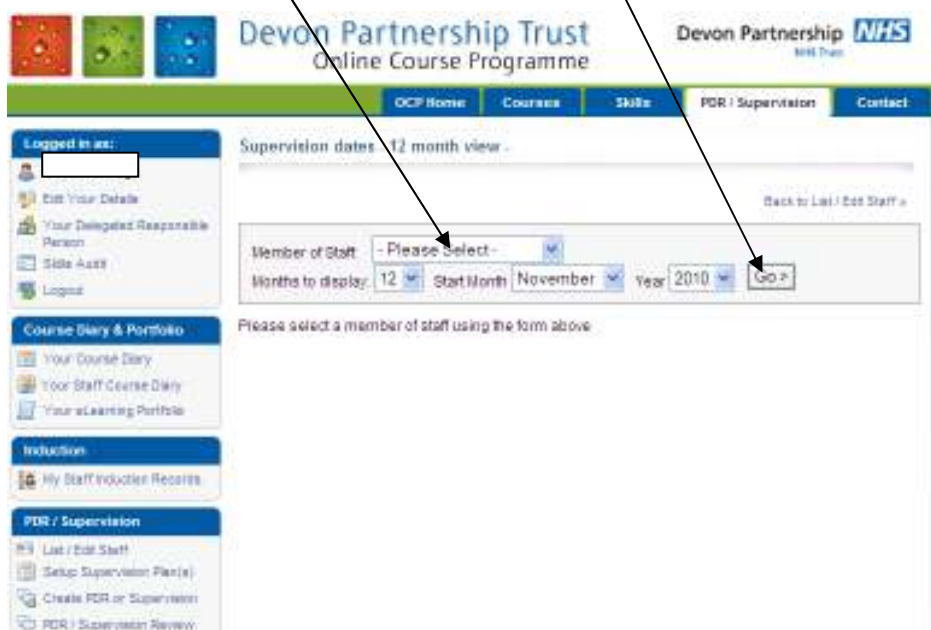 Devon Partnership Trust
Online Course Programme
Devon Partnership NHS
NHS Trust
OCP Home
Courses
Skills
PDR / Supervision
Contact
Logged in as:
Edit Your Details
Your Delegated Responsible
Person
Skills Audit
Logout
Course Diary & Portfolio
Your Course Diary
Your Staff Course Diary
Your eLearning Portfolio
Induction
My Staff Induction Records
PDR / Supervision
List / Edit Staff
Setup Supervision Plan(s)
Create PDR or Supervision
PDR / Supervision Review
Supervision dates - 12 month view -
Back to List / Edit Staff »
Member of Staff - Please Select -
Months to display: 12 Start Month November Year 2010 Go >
Please select a member of staff using the form above